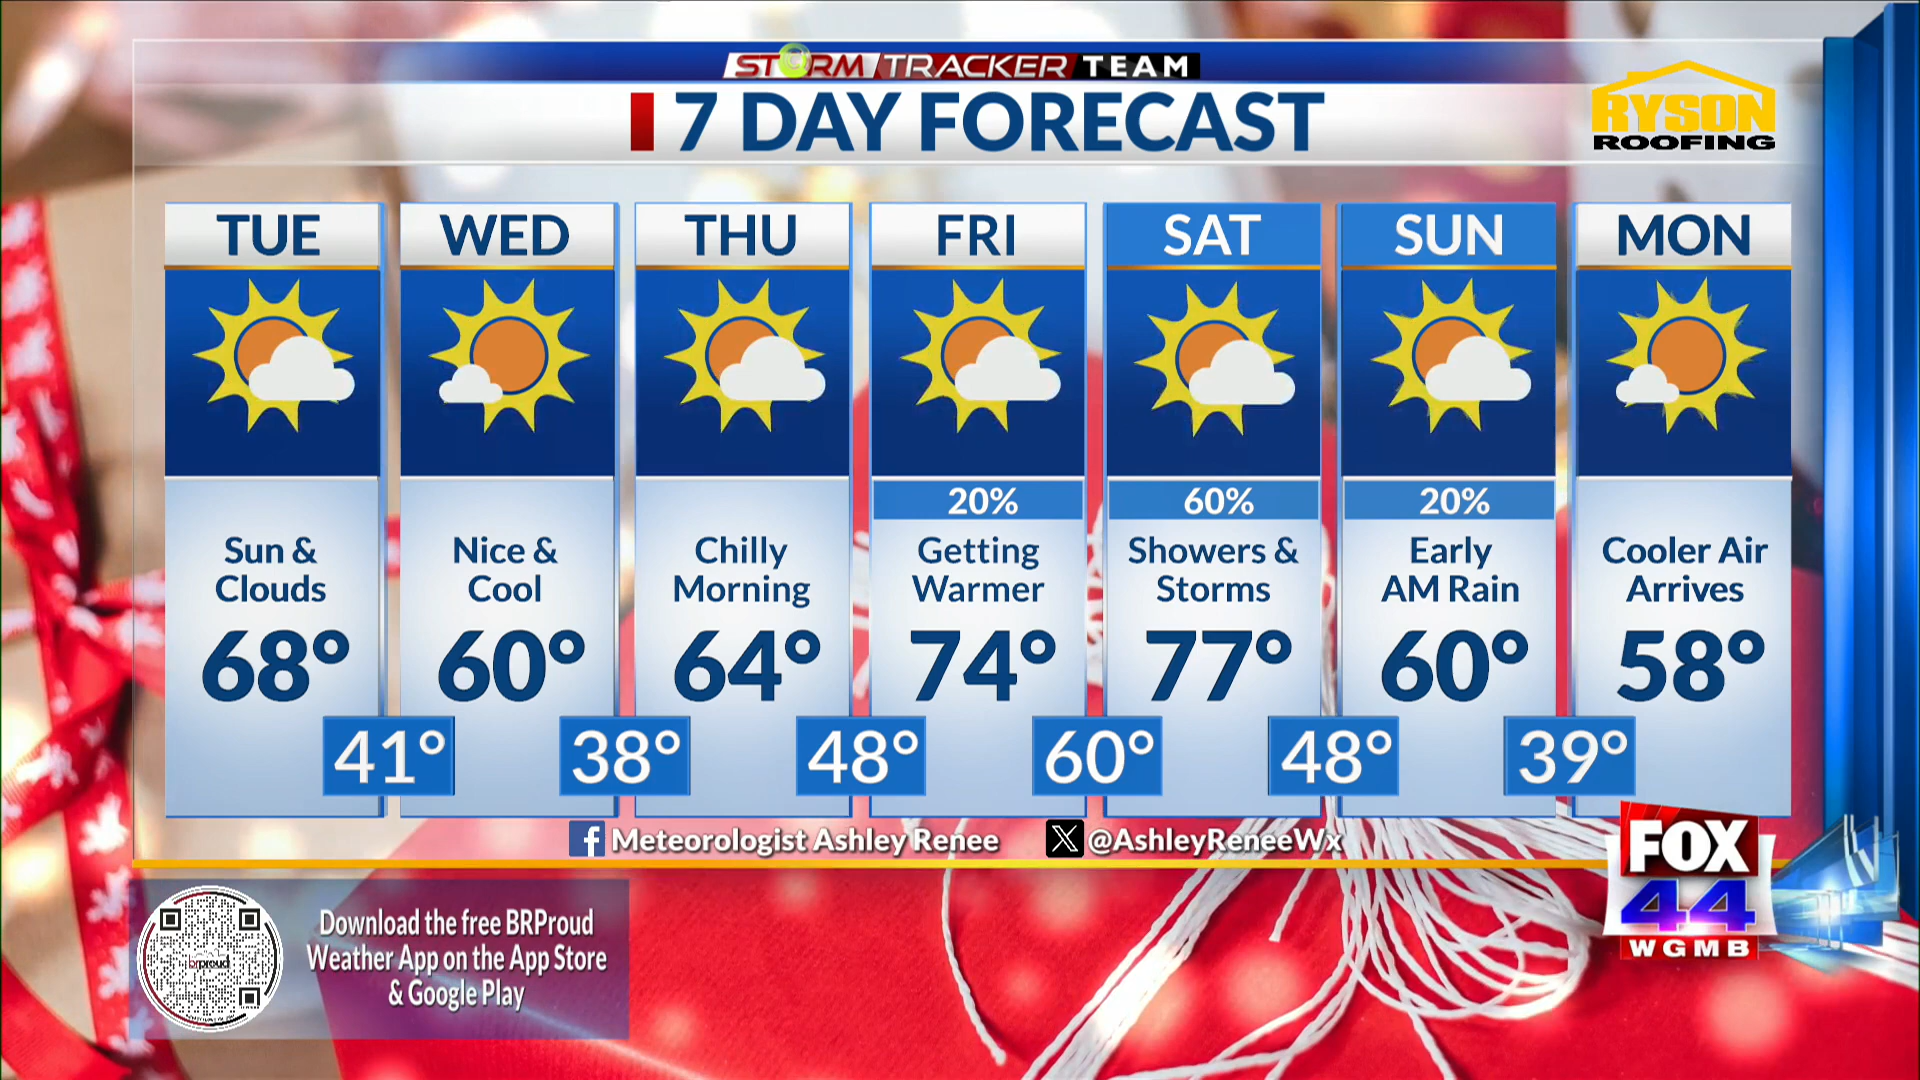 STORM TRACKER TEAM
7 DAY FORECAST
RYSON
ROOFING
TUE
WED
THU
FRI
SAT
SUN
MON
20%
60%
20%
Sun &
Clouds
Nice &
Cool
Chilly
Morning
Getting
Warmer
Showers &
Storms
Early
AM Rain
Cooler Air
Arrives
68°
60°
64°
74°
77°
60°
58°
41°
38°
48°
60°
48°
39°
Meteorologist Ashley Renee
@AshleyReneeWx
FOX
44
WGMB
brproud
Download the free BRProud
Weather App on the App Store
& Google Play